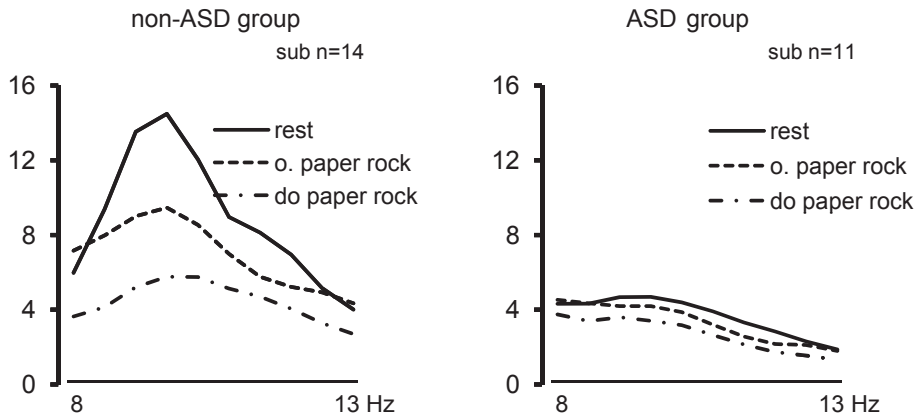 non-ASD group
sub n=14
16
12
8
4
0
rest
o. paper rock
do paper rock
8
13 Hz
ASD group
sub n=11
16
12
8
4
0
rest
o. paper rock
do paper rock
8
13 Hz